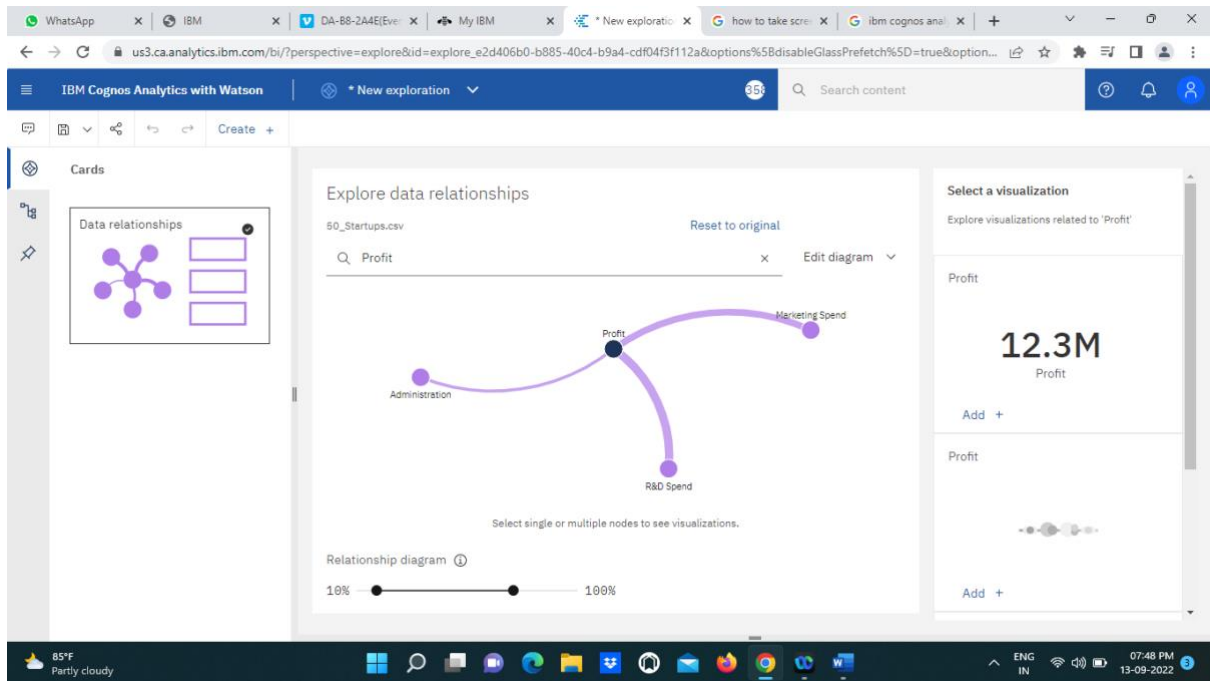 WhatsApp
IBM
DA-B8-2A4E(Ever
My IBM
* New exploratio
how to take scree
ibm cognos anal
us3.ca.analytics.ibm.com/bi/?perspective=explore&id=explore_e2d406b0-b885-40c4-b9a4-cdf04f3f112a&options%5BdisableGlassPrefetch%5D=true&option...
IBM Cognos Analytics with Watson
* New exploration
Search content
Create +
Cards
Data relationships
Explore data relationships
50_Startups.csv
Reset to original
Profit
Edit diagram
Marketing Spend
Profit
Administration
R&D Spend
Select single or multiple nodes to see visualizations.
Relationship diagram
10%
100%
Select a visualization
Explore visualizations related to 'Profit'
Profit
12.3M
Profit
Add +
Profit
Add +
85°F
Partly cloudy
ENG
IN
07:48 PM
13-09-2022
3